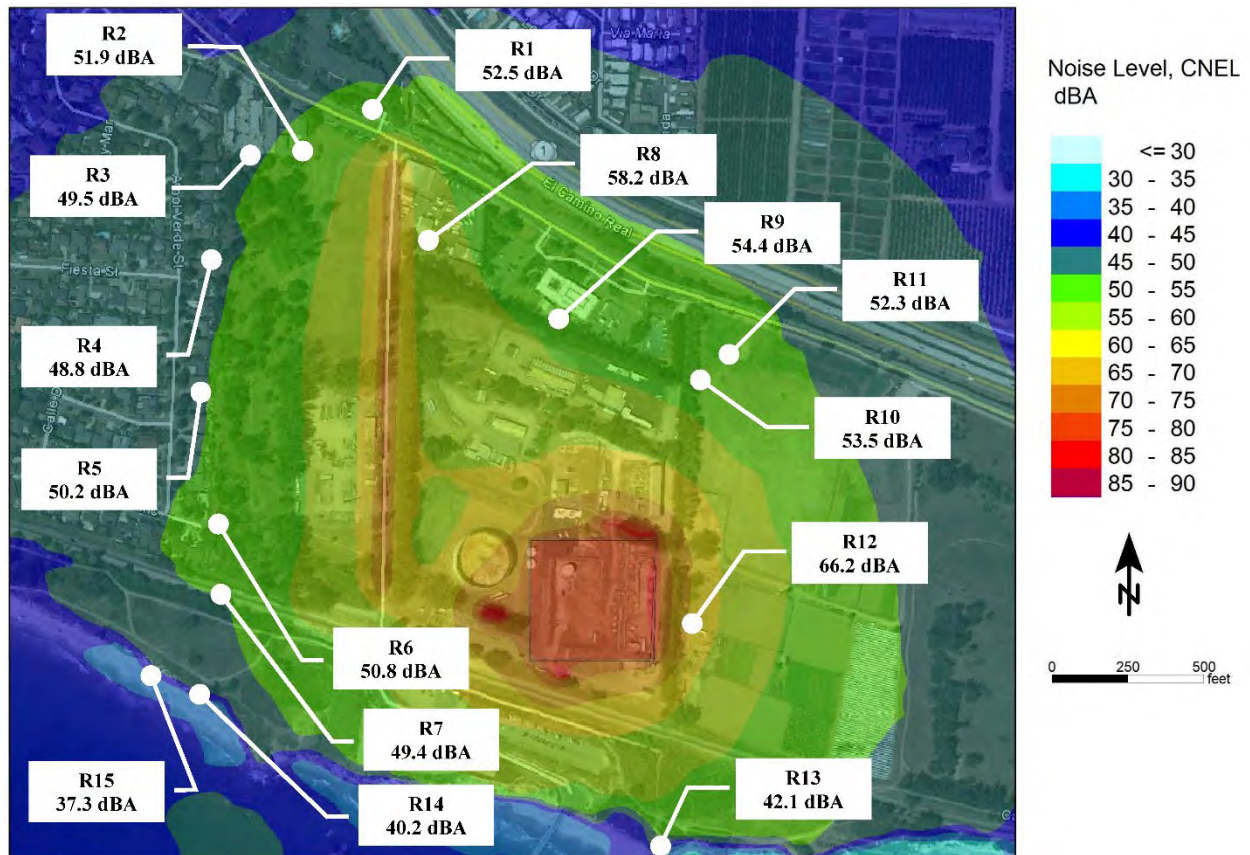 R2
51.9 dBA
R1
52.5 dBA
Via Maria
R3
49.5 dBA
R8
58.2 dBA
1
El Camino Real
R9
54.4 dBA
Arbol Verde St
Fiesta St
R11
52.3 dBA
R4
48.8 dBA
R10
53.5 dBA
R5
50.2 dBA
R12
66.2 dBA
R6
50.8 dBA
R7
49.4 dBA
R15
37.3 dBA
R14
40.2 dBA
R13
42.1 dBA
Noise Level, CNEL
dBA
<= 30
30 - 35
35 - 40
40 - 45
45 - 50
50 - 55
55 - 60
60 - 65
65 - 70
70 - 75
75 - 80
80 - 85
85 - 90
N
0 250 500
feet